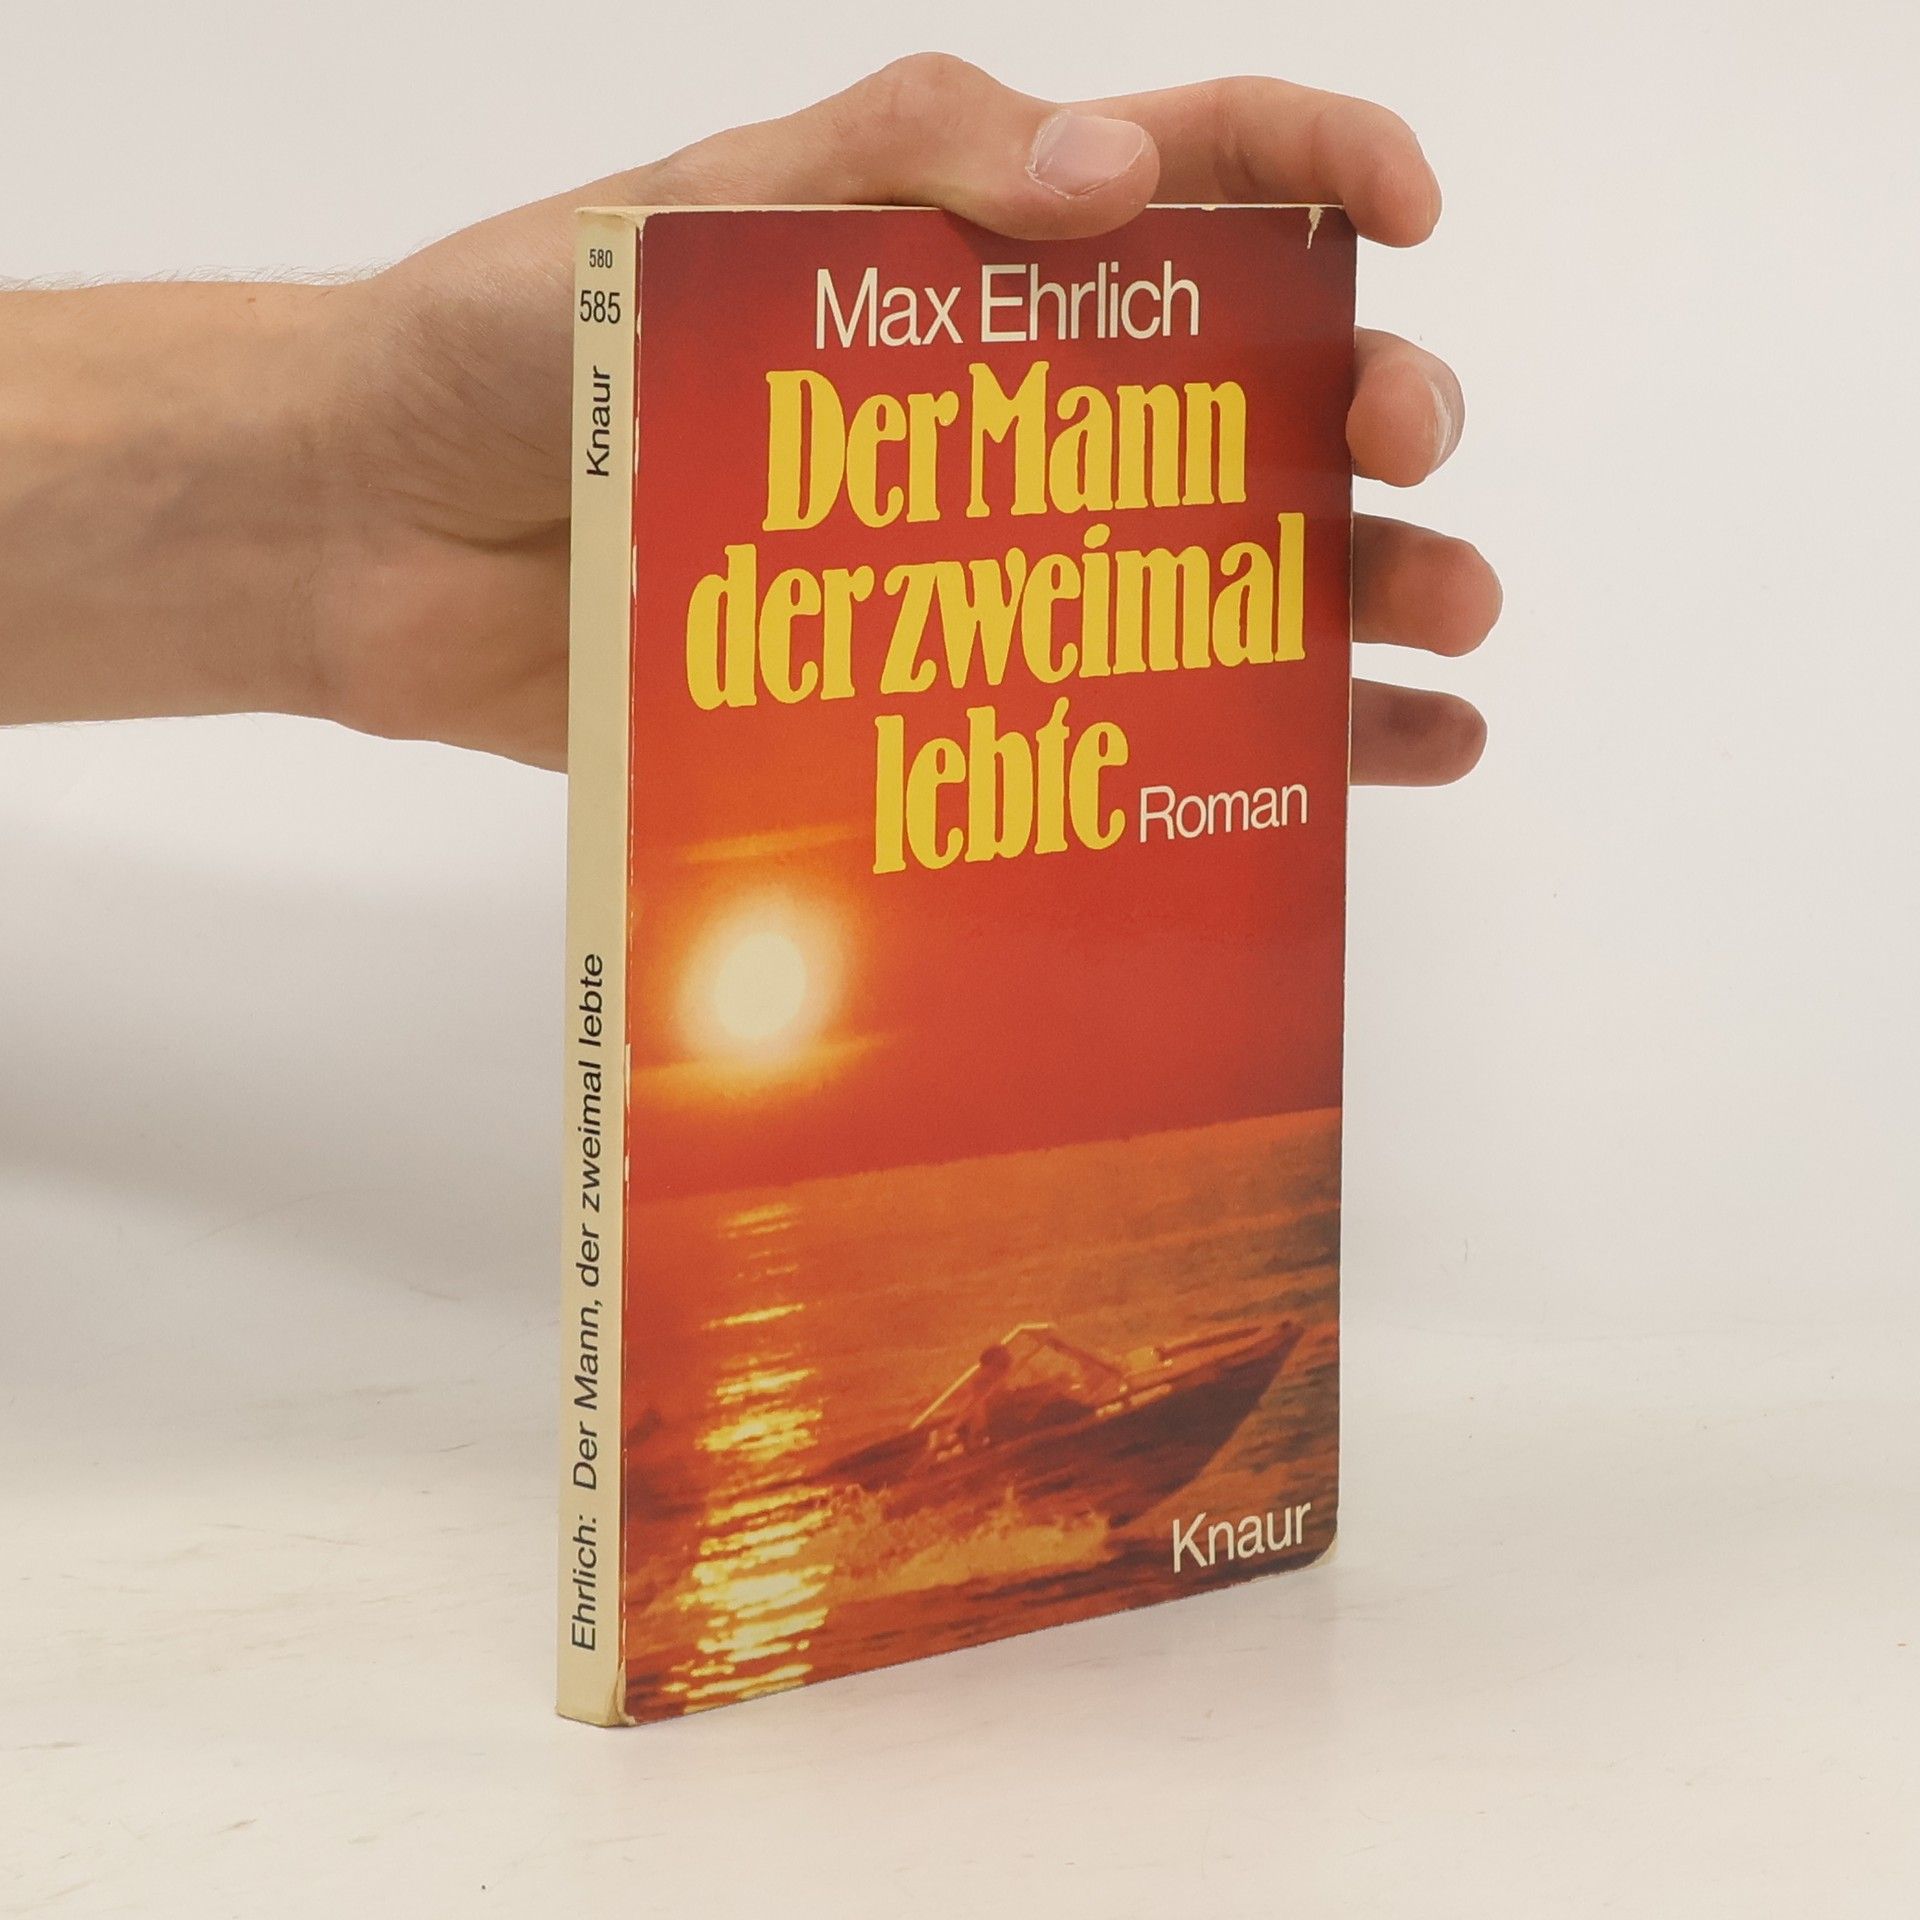 580
585
Knaur
Ehrlich: Der Mann, der zweimal lebte
Max Ehrlich
Der Mann
der zweimal
lebte Roman
Knaur